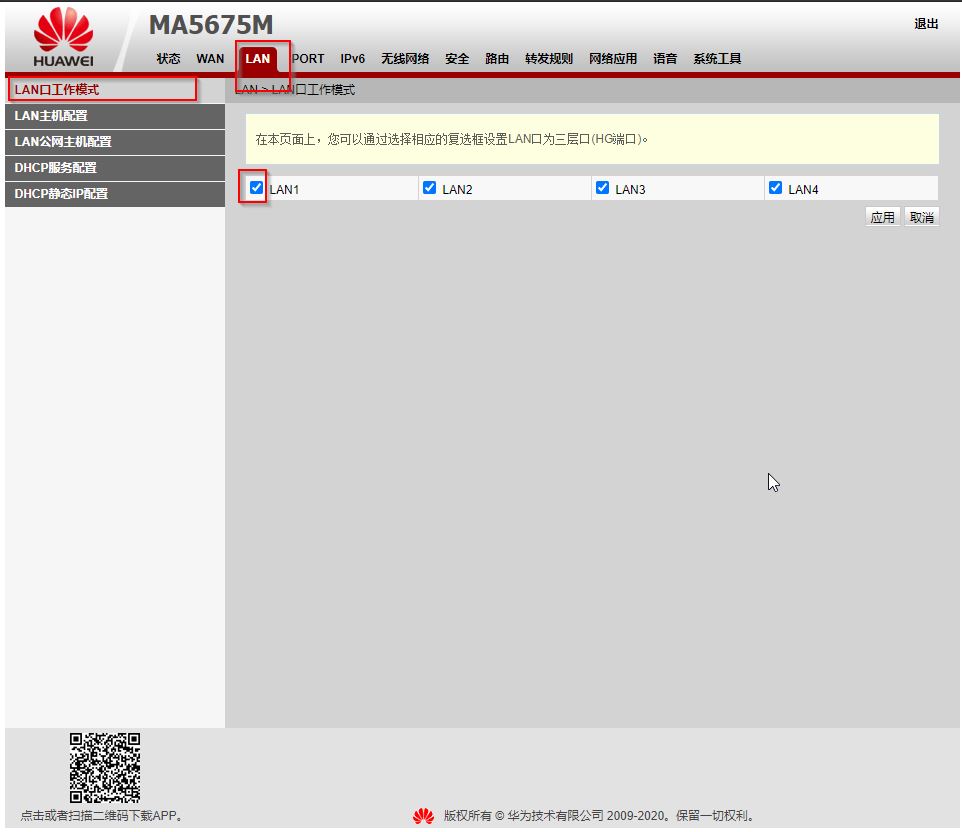 MA5675M
退出
HUAWEI
状态 WAN LAN PORT IPv6 无线网络 安全 路由 转发规则 网络应用 语音 系统工具
LAN口工作模式
LAN > LAN口工作模式
LAN主机配置
LAN公网主机配置
DHCP服务配置
DHCP静态IP配置
在本页面上，您可以通过选择相应的复选框设置LAN口为三层口(HG端口)。
LAN1 LAN2 LAN3 LAN4
应用 取消
点击或者扫描二维码下载APP。
版权所有 © 华为技术有限公司 2009-2020。保留一切权利。